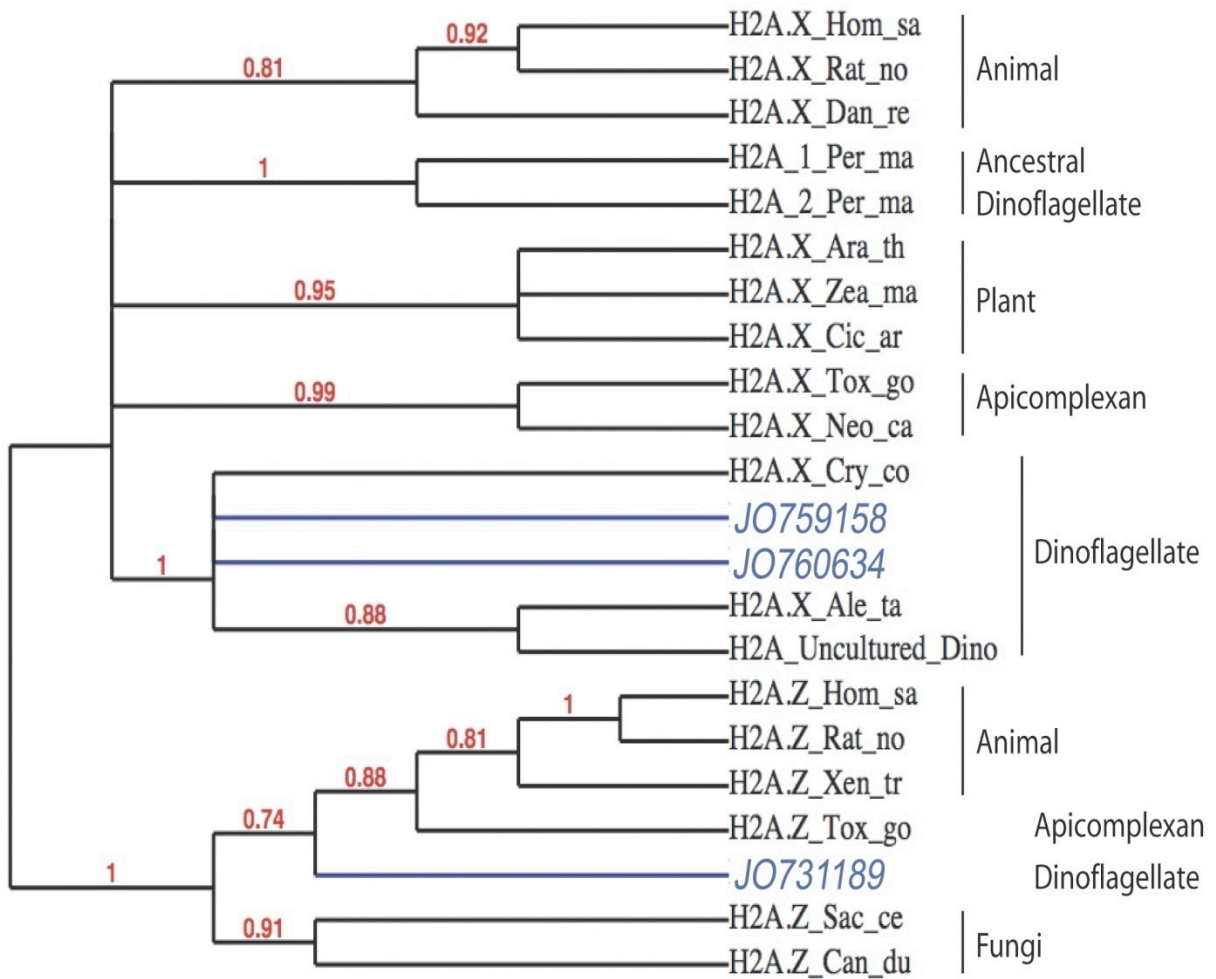 H2A.X_Hom_sa
0.92
H2A.X_Rat_no
Animal
0.81
H2A.X_Dan_re
H2A_1_Per_ma
Ancestral
1
H2A_2_Per_ma
Dinoflagellate
H2A.X_Ara_th
0.95
H2A.X_Zea_ma
Plant
H2A.X_Cic_ar
0.99
H2A.X_Tox_go
Apicomplexan
H2A.X_Neo_ca
H2A.X_Cry_co
JO759158
Dinoflagellate
1
JO760634
0.88
H2A.X_Ale_ta
H2A_Uncultured_Dino
1
H2A.Z_Hom_sa
0.81
H2A.Z_Rat_no
Animal
0.88
H2A.Z_Xen_tr
0.74
H2A.Z_Tox_go
Apicomplexan
1
JO731189
Dinoflagellate
0.91
H2A.Z_Sac_ce
Fungi
H2A.Z_Can_du